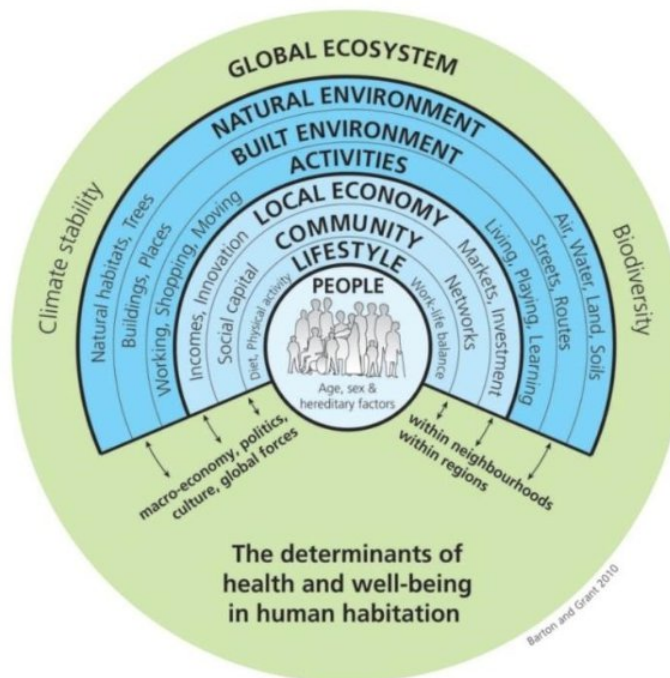 GLOBAL ECOSYSTEM
Climate stability
Biodiversity
NATURAL ENVIRONMENT
Natural habitats, Trees
Air, Water, Land, Soils
BUILT ENVIRONMENT
Buildings, Places
Streets, Routes
ACTIVITIES
Working, Shopping, Moving
Living, Playing, Learning
LOCAL ECONOMY
Incomes, Innovation
Markets, Investment
COMMUNITY
Social capital
Networks
LIFESTYLE
Diet, Physical activity
Work-life balance
PEOPLE
Age, sex &
hereditary factors
macro-economy, politics,
culture, global forces
within neighbourhoods
within regions
The determinants of
health and well-being
in human habitation
Barton and Grant 2010